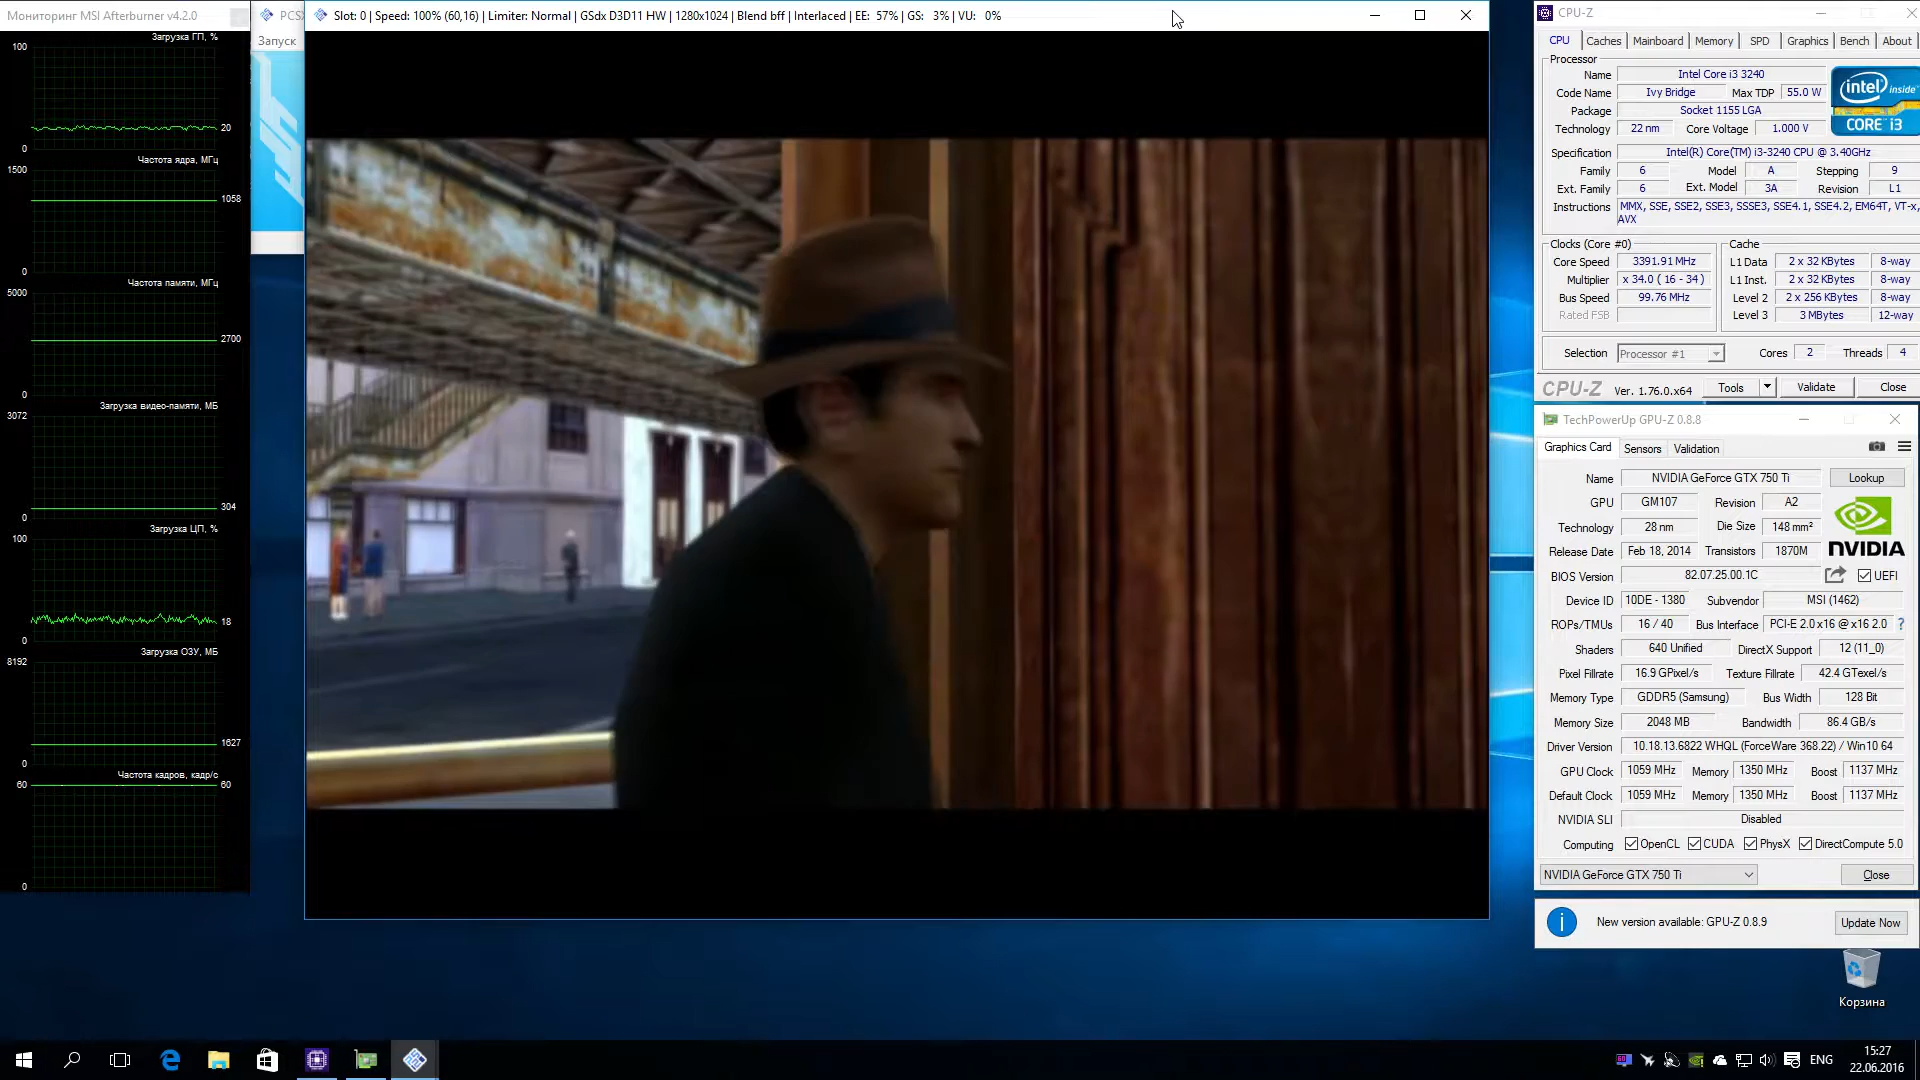 Мониторинг MSI Afterburner v4.2.0
Загрузка ГП, %
100
20
0
Частота ядра, МГц
1500
1058
0
Частота памяти, МГц
5000
2700
0
Загрузка видео-памяти, МБ
3072
304
0
Загрузка ЦП, %
100
18
0
Загрузка ОЗУ, МБ
8192
1627
0
Частота кадров, кадр/с
60
60
0
PCSX
Запуск
Slot: 0 | Speed: 100% (60,16) | Limiter: Normal | GSdx D3D11 HW | 1280x1024 | Blend bff | Interlaced | EE: 57% | GS: 3% | VU: 0%
CPU-Z
CPU Caches Mainboard Memory SPD Graphics Bench About
Processor
Name Intel Core i3 3240
Code Name Ivy Bridge Max TDP 55.0 W
Package Socket 1155 LGA
Technology 22 nm Core Voltage 1.000 V
intel inside
CORE i3
Specification Intel(R) Core(TM) i3-3240 CPU @ 3.40GHz
Family 6 Model A Stepping 9
Ext. Family 6 Ext. Model 3A Revision L1
Instructions MMX, SSE, SSE2, SSE3, SSSE3, SSE4.1, SSE4.2, EM64T, VT-x,
AVX
Clocks (Core #0) Cache
Core Speed 3391.91 MHz L1 Data 2 x 32 KBytes 8-way
Multiplier x 34.0 ( 16 - 34 ) L1 Inst. 2 x 32 KBytes 8-way
Bus Speed 99.76 MHz Level 2 2 x 256 KBytes 8-way
Rated FSB Level 3 3 MBytes 12-way
Selection Processor #1 Cores 2 Threads 4
CPU-Z Ver. 1.76.0.x64 Tools Validate Close
TechPowerUp GPU-Z 0.8.8
Graphics Card Sensors Validation
Name NVIDIA GeForce GTX 750 Ti Lookup
GPU GM107 Revision A2
Technology 28 nm Die Size 148 mm²
Release Date Feb 18, 2014 Transistors 1870M
NVIDIA
BIOS Version 82.07.25.00.1C UEFI
Device ID 10DE - 1380 Subvendor MSI (1462)
ROPs/TMUs 16 / 40 Bus Interface PCI-E 2.0 x16 @ x16 2.0 ?
Shaders 640 Unified DirectX Support 12 (11_0)
Pixel Fillrate 16.9 GPixel/s Texture Fillrate 42.4 GTexel/s
Memory Type GDDR5 (Samsung) Bus Width 128 Bit
Memory Size 2048 MB Bandwidth 86.4 GB/s
Driver Version 10.18.13.6822 WHQL (ForceWare 368.22) / Win10 64
GPU Clock 1059 MHz Memory 1350 MHz Boost 1137 MHz
Default Clock 1059 MHz Memory 1350 MHz Boost 1137 MHz
NVIDIA SLI Disabled
Computing OpenCL CUDA PhysX DirectCompute 5.0
NVIDIA GeForce GTX 750 Ti Close
New version available: GPU-Z 0.8.9 Update Now
Корзина
60
ENG
15:27
22.06.2016